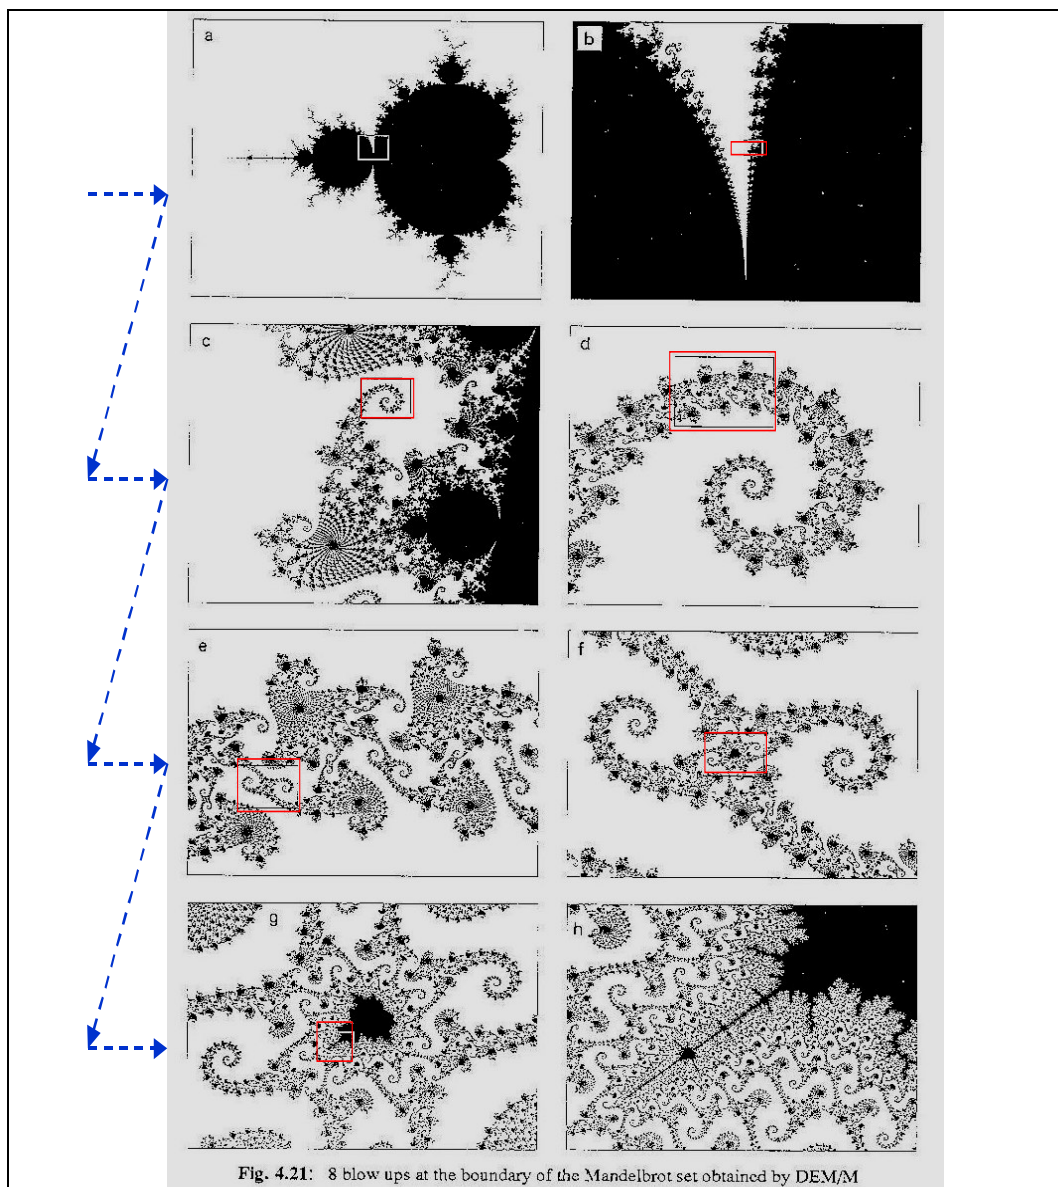 a
b
c
d
e
f
g
h
Fig. 4.21: 8 blow ups at the boundary of the Mandelbrot set obtained by DEM/M